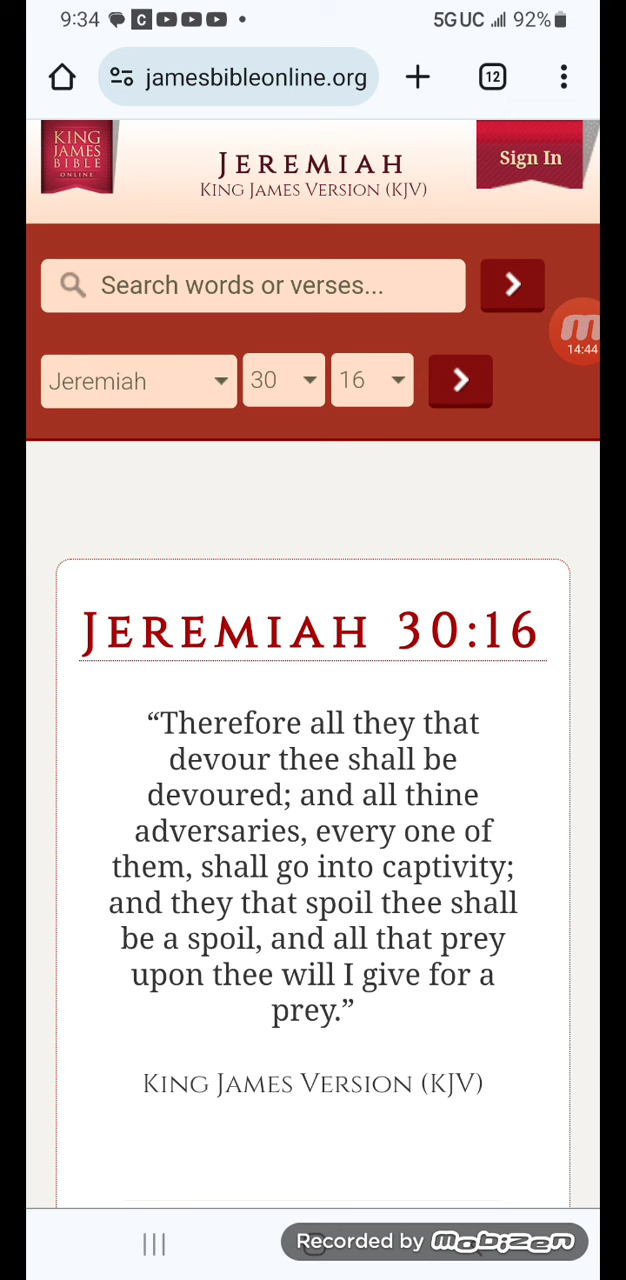 9:34 C 5G UC 92%
jamesbibleonline.org 12
KING
JAMES
BIBLE
ONLINE
JEREMIAH
KING JAMES VERSION (KJV)
Sign In
Search words or verses...
14:44
Jeremiah 30 16
JEREMIAH 30:16
“Therefore all they that
devour thee shall be
devoured; and all thine
adversaries, every one of
them, shall go into captivity;
and they that spoil thee shall
be a spoil, and all that prey
upon thee will I give for a
prey.”
KING JAMES VERSION (KJV)
Recorded by mobizen